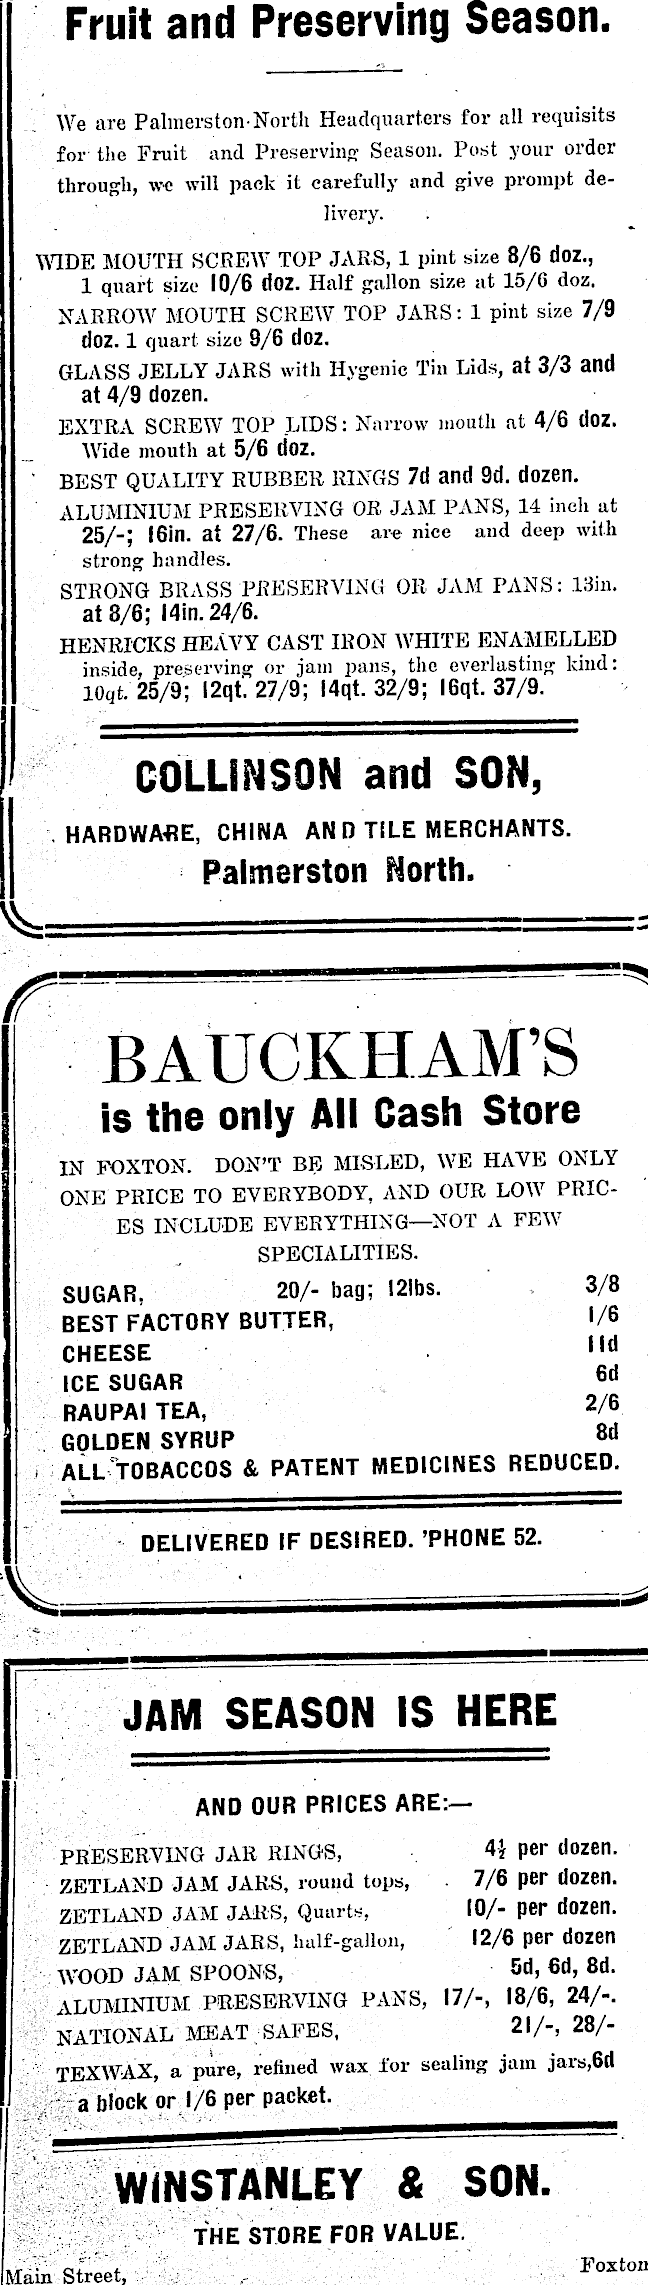 Fruit and Preserving Season.
We are Palmerston-North Headquarters for all requisits
for the Fruit and Preserving Season. Post your order
through, we will pack it carefully and give prompt de-
livery.
WIDE MOUTH SCREW TOP JARS, 1 pint size 8/6 doz.,
1 quart size 10/6 doz. Half gallon size at 15/6 doz.
NARROW MOUTH SCREW TOP JARS: 1 pint size 7/9
doz. 1 quart size 9/6 doz.
GLASS JELLY JARS with Hygenic Tin Lids, at 3/3 and
at 4/9 dozen.
EXTRA SCREW TOP LIDS: Narrow mouth at 4/6 doz.
Wide mouth at 5/6 doz.
BEST QUALITY RUBBER RINGS 7d and 9d. dozen.
ALUMINIUM PRESERVING OR JAM PANS, 14 inch at
25/-; 16in. at 27/6. These are nice and deep with
strong handles.
STRONG BRASS PRESERVING OR JAM PANS: 13in.
at 8/6; 14in. 24/6.
HENRICKS HEAVY CAST IRON WHITE ENAMELLED
inside, preserving or jam pans, the everlasting kind:
10qt. 25/9; 12qt. 27/9; 14qt. 32/9; 16qt. 37/9.
COLLINSON and SON,
HARDWARE, CHINA AND TILE MERCHANTS.
Palmerston North.
BAUCKHAM'S
is the only All Cash Store
IN FOXTON. DON'T BE MISLED, WE HAVE ONLY
ONE PRICE TO EVERYBODY, AND OUR LOW PRIC-
ES INCLUDE EVERYTHING—NOT A FEW
SPECIALITIES.
SUGAR, 20/- bag; 12lbs. 3/8
BEST FACTORY BUTTER, 1/6
CHEESE 11d
ICE SUGAR 6d
RAUPAI TEA, 2/6
GOLDEN SYRUP 8d
ALL TOBACCOS & PATENT MEDICINES REDUCED.
DELIVERED IF DESIRED. 'PHONE 52.
JAM SEASON IS HERE
AND OUR PRICES ARE:—
PRESERVING JAR RINGS, 4½ per dozen.
ZETLAND JAM JARS, round tops, 7/6 per dozen.
ZETLAND JAM JARS, Quarts, 10/- per dozen.
ZETLAND JAM JARS, half-gallon, 12/6 per dozen
WOOD JAM SPOONS, 5d, 6d, 8d.
ALUMINIUM PRESERVING PANS, 17/-, 18/6, 24/-.
NATIONAL MEAT SAFES, 21/-, 28/-
TEXWAX, a pure, refined wax for sealing jam jars, 6d
a block or 1/6 per packet.
WINSTANLEY & SON.
THE STORE FOR VALUE.
Main Street, Foxton